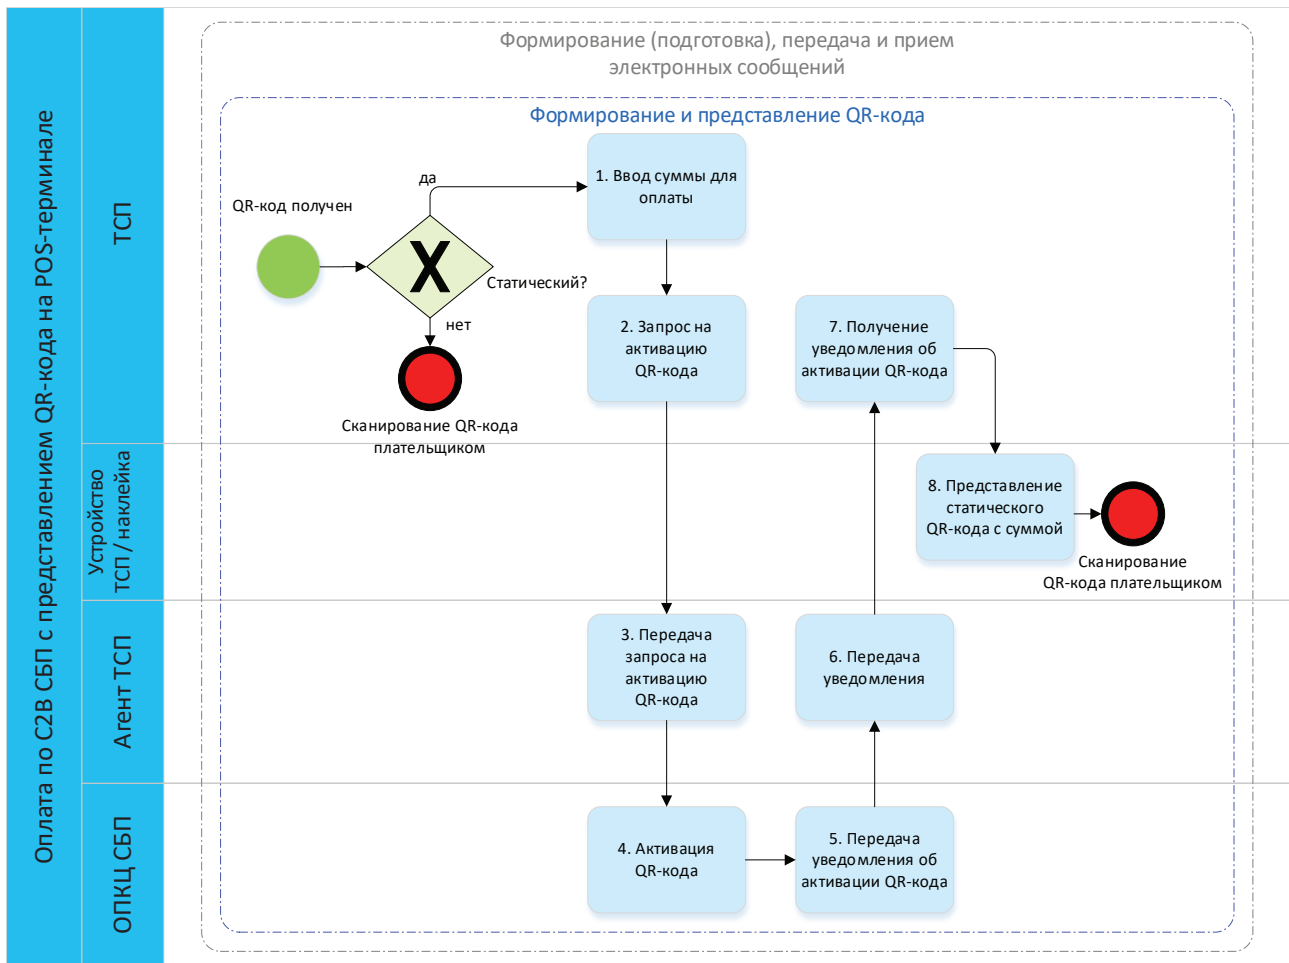 Оплата по C2B СБП с представлением QR-кода на POS-терминале
ТСП
Устройство
ТСП / наклейка
Агент ТСП
ОПКЦ СБП
Формирование (подготовка), передача и прием
электронных сообщений
Формирование и представление QR-кода
QR-код получен
да
X
Статический?
нет
Сканирование QR-кода
плательщиком
1. Ввод суммы для
оплаты
2. Запрос на
активацию
QR-кода
7. Получение
уведомления об
активации QR-кода
8. Представление
статического
QR-кода с суммой
Сканирование
QR-кода плательщиком
3. Передача
запроса на
активацию
QR-кода
6. Передача
уведомления
4. Активация
QR-кода
5. Передача
уведомления об
активации QR-кода